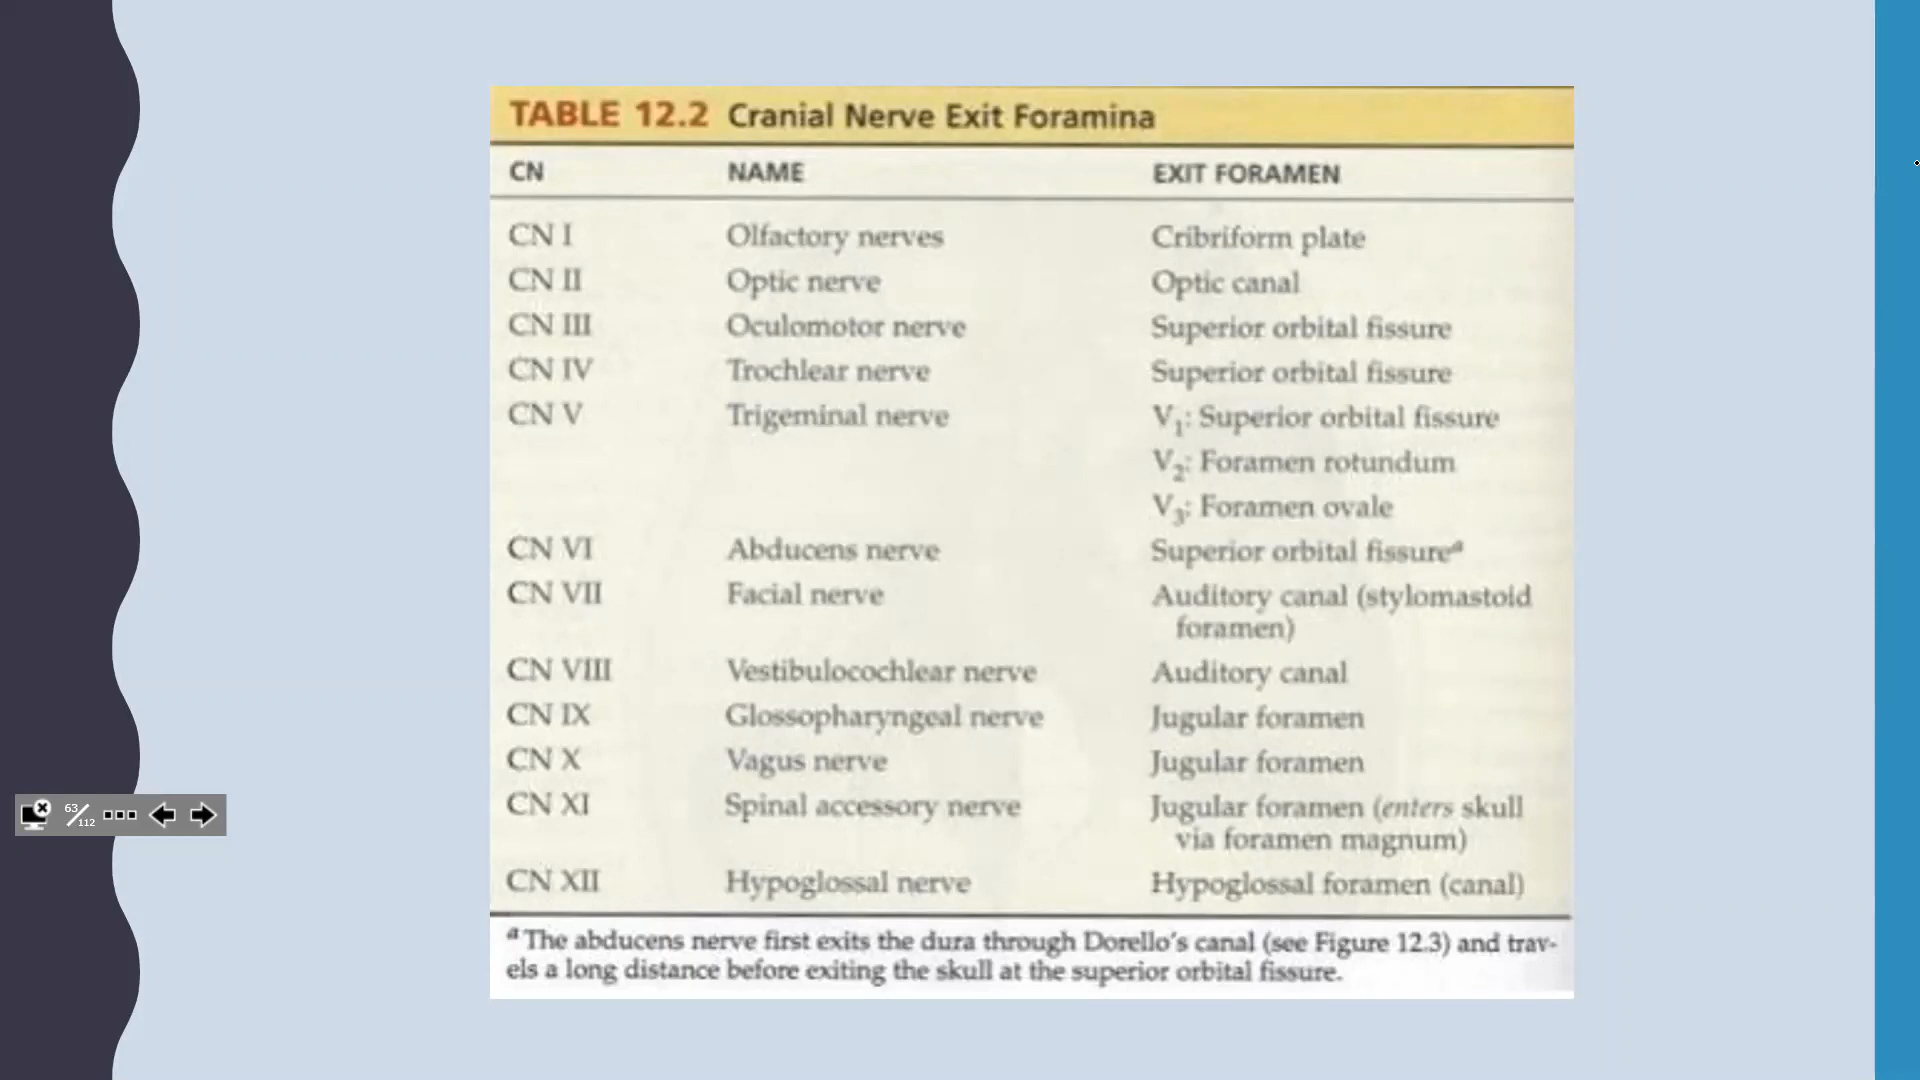 TABLE 12.2 Cranial Nerve Exit Foramina
CN NAME EXIT FORAMEN
CN I Olfactory nerves Cribriform plate
CN II Optic nerve Optic canal
CN III Oculomotor nerve Superior orbital fissure
CN IV Trochlear nerve Superior orbital fissure
CN V Trigeminal nerve V₁: Superior orbital fissure
V₂: Foramen rotundum
V₃: Foramen ovale
CN VI Abducens nerve Superior orbital fissureᵃ
CN VII Facial nerve Auditory canal (stylomastoid
foramen)
CN VIII Vestibulocochlear nerve Auditory canal
CN IX Glossopharyngeal nerve Jugular foramen
CN X Vagus nerve Jugular foramen
CN XI Spinal accessory nerve Jugular foramen (enters skull
via foramen magnum)
CN XII Hypoglossal nerve Hypoglossal foramen (canal)
ᵃThe abducens nerve first exits the dura through Dorello's canal (see Figure 12.3) and trav-
els a long distance before exiting the skull at the superior orbital fissure.
63/112